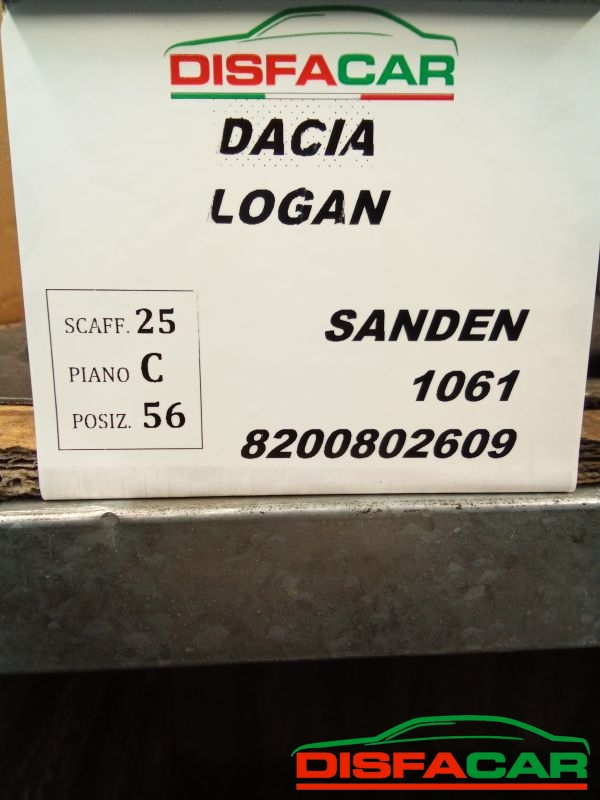 DISFACAR
DACIA
LOGAN
SCAFF. 25
PIANO C
POSIZ. 56
SANDEN
1061
8200802609
DISFACAR